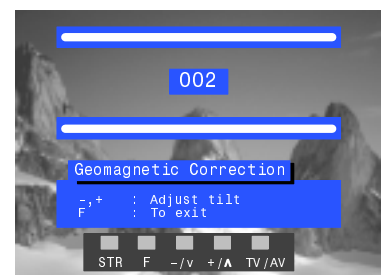 002
Geomagnetic Correction
-,+ : Adjust tilt
F : To exit
STR F -/v +/∧ TV/AV